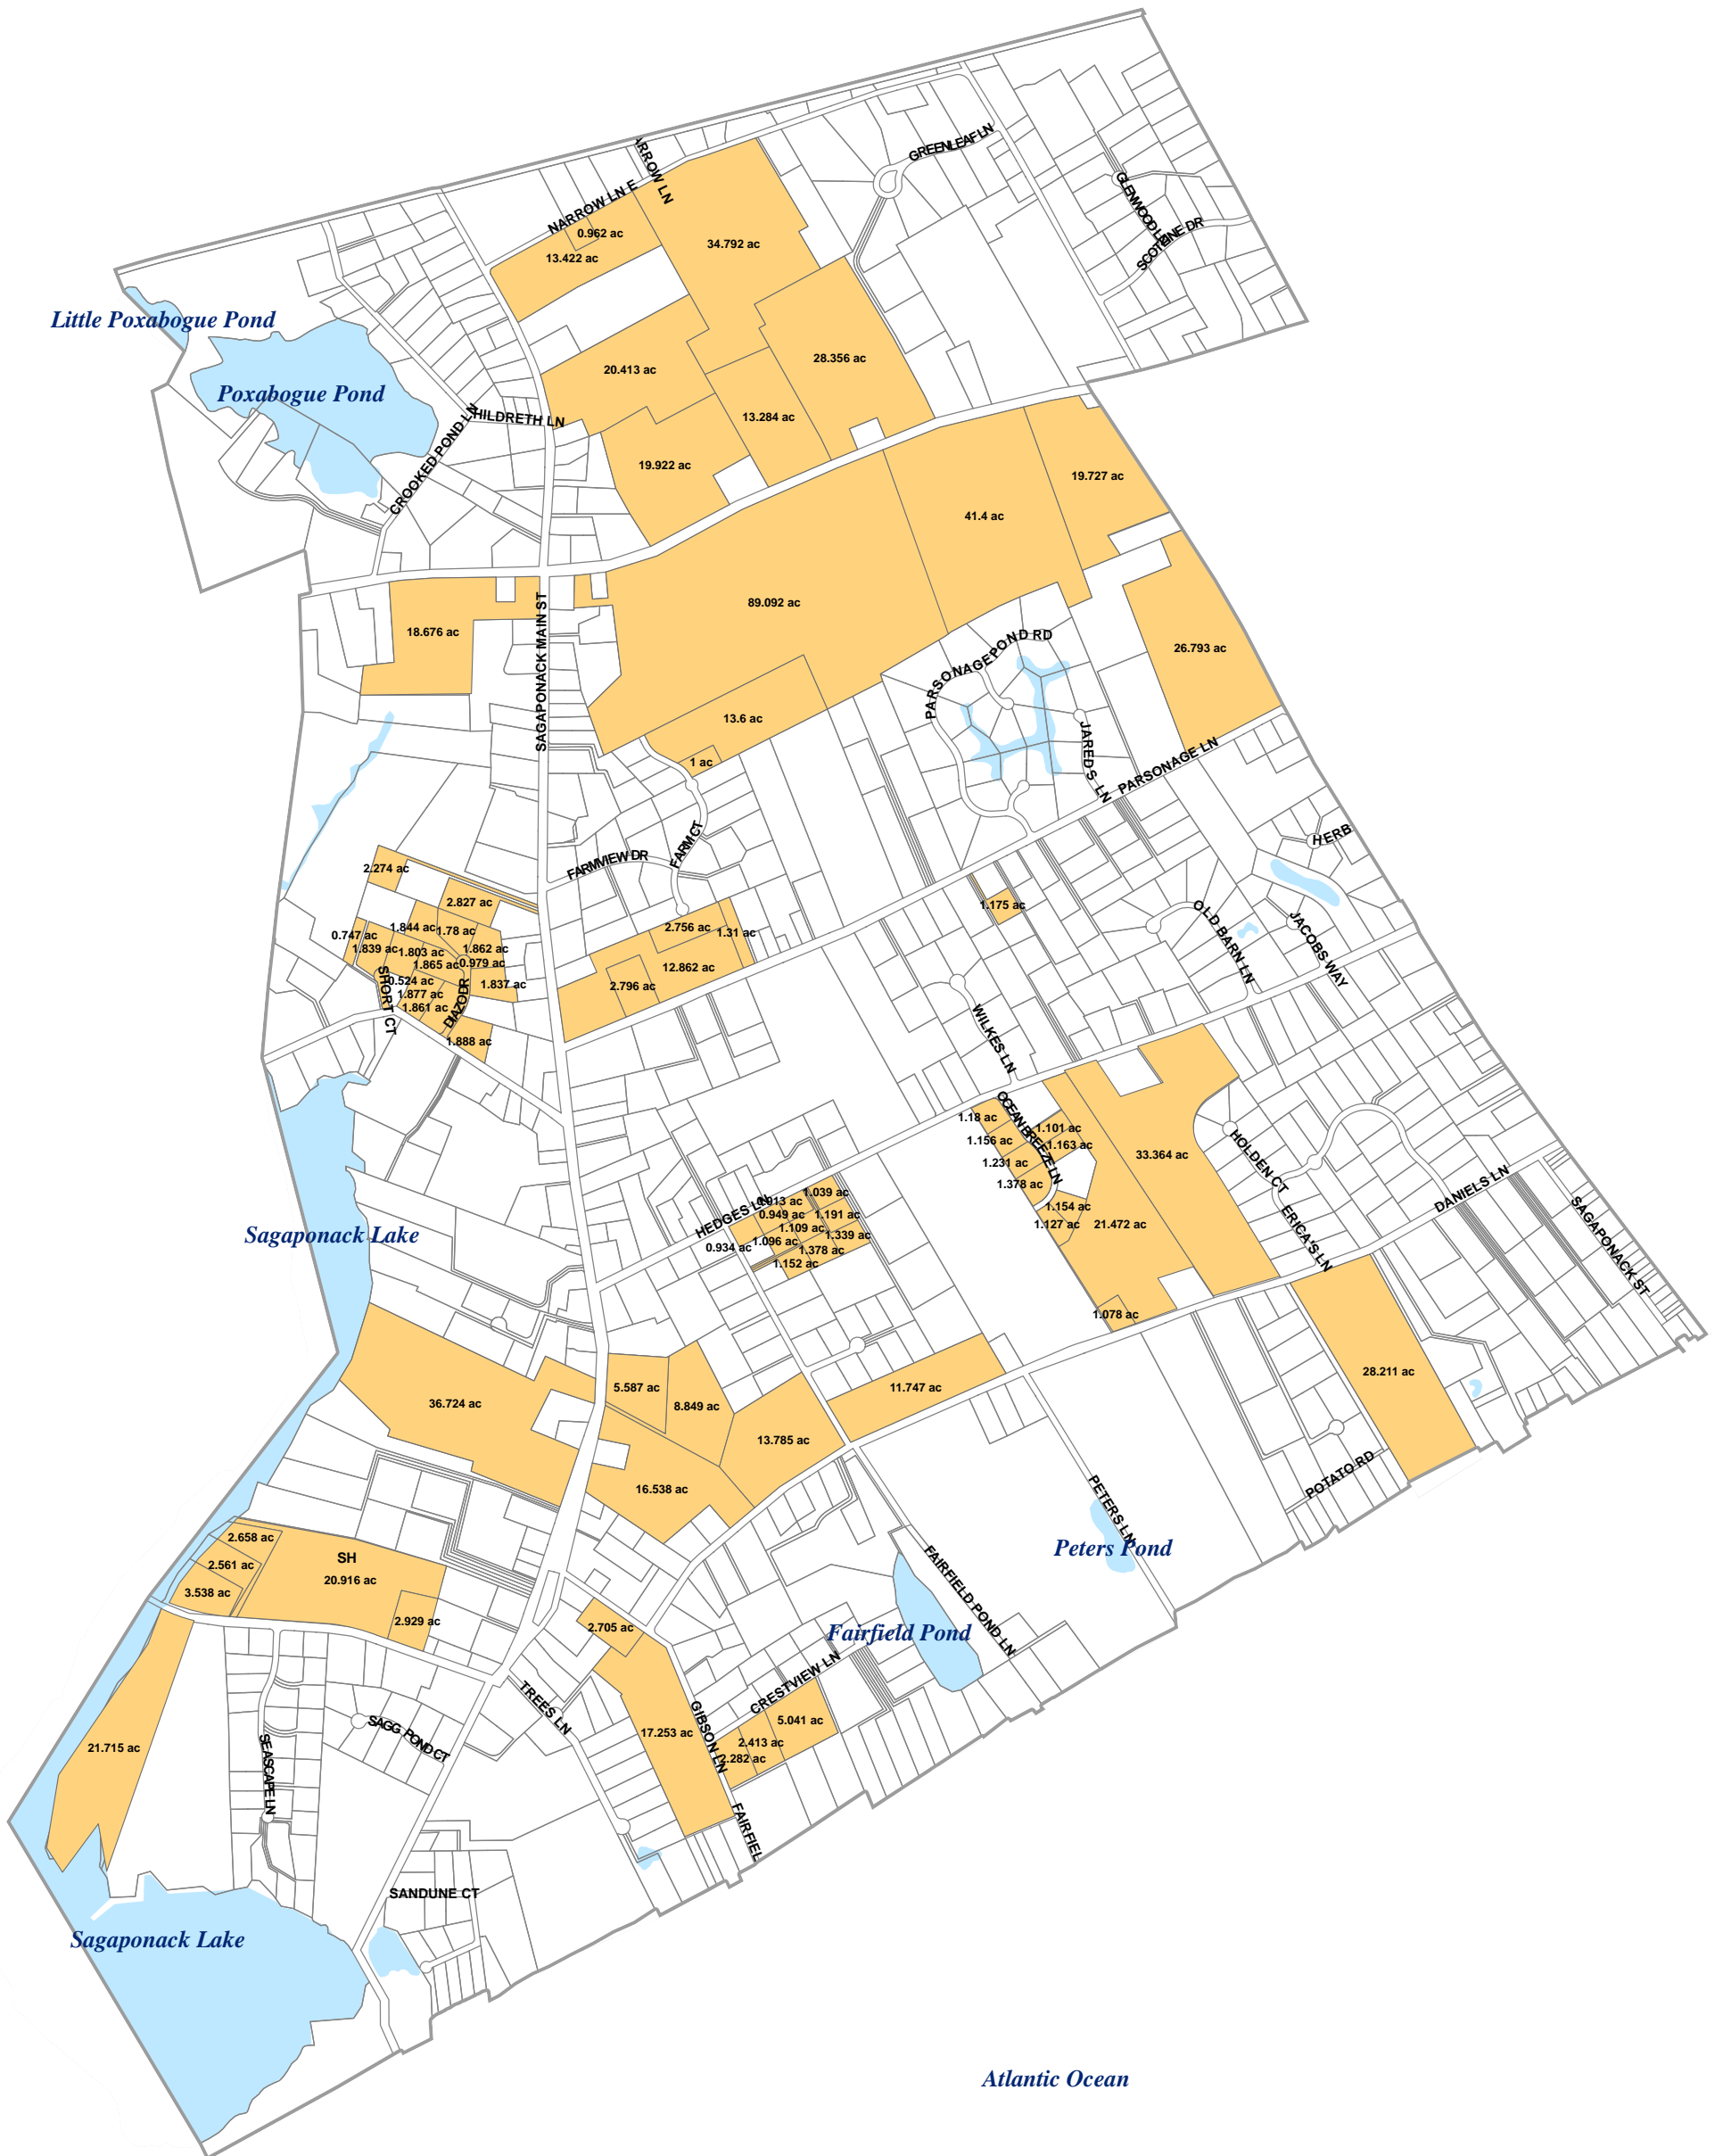 GREENLEAF LN
NARROW LN E
GLENWOOD LN
0.962 ac
34.792 ac
13.422 ac
Little Poxabogue Pond
28.356 ac
20.413 ac
Poxabogue Pond
HILDRETH LN
13.284 ac
CROOKED POND LN
19.922 ac
19.727 ac
41.4 ac
89.092 ac
18.676 ac
SAGAPONACK MAIN ST
PARSONAGE POND RD
26.793 ac
13.6 ac
JAREDS LN
1 ac
PARSONAGE LN
HERB
FARM CT
FARMVIEW DR
2.274 ac
2.827 ac
1.175 ac
1.844 ac
1.78 ac
2.756 ac
1.31 ac
OLD BARN LN
JACOBS WAY
0.747 ac
1.839 ac
1.803 ac
1.862 ac
1.865 ac
0.979 ac
12.862 ac
SHORT CT
0.524 ac
1.837 ac
2.796 ac
1.877 ac
1.861 ac
DIAZO DR
1.888 ac
WILKES LN
OCEAN BREEZE LN
1.18 ac
1.101 ac
1.156 ac
1.163 ac
33.364 ac
1.231 ac
HOLDEN CT
1.378 ac
1.039 ac
DANIELS LN
HEDGES LN
0.949 ac
1.191 ac
1.154 ac
1.127 ac
21.472 ac
ERICA'S LN
SAGAPONACK ST
Sagaponack Lake
1.109 ac
1.339 ac
0.934 ac
1.096 ac
1.378 ac
1.152 ac
1.078 ac
28.211 ac
5.587 ac
11.747 ac
36.724 ac
8.849 ac
13.785 ac
16.538 ac
POTATO RD
PETERS LN
Peters Pond
2.658 ac
SH
2.561 ac
20.916 ac
3.538 ac
FAIRFIELD POND LN
2.929 ac
2.705 ac
Fairfield Pond
CRESTVIEW LN
TREES LN
GIBSON LN
5.041 ac
SAGG POND CT
17.253 ac
2.413 ac
21.715 ac
SEASCAPE LN
2.282 ac
FAIRFIEL
SANDUNE CT
Sagaponack Lake
Atlantic Ocean